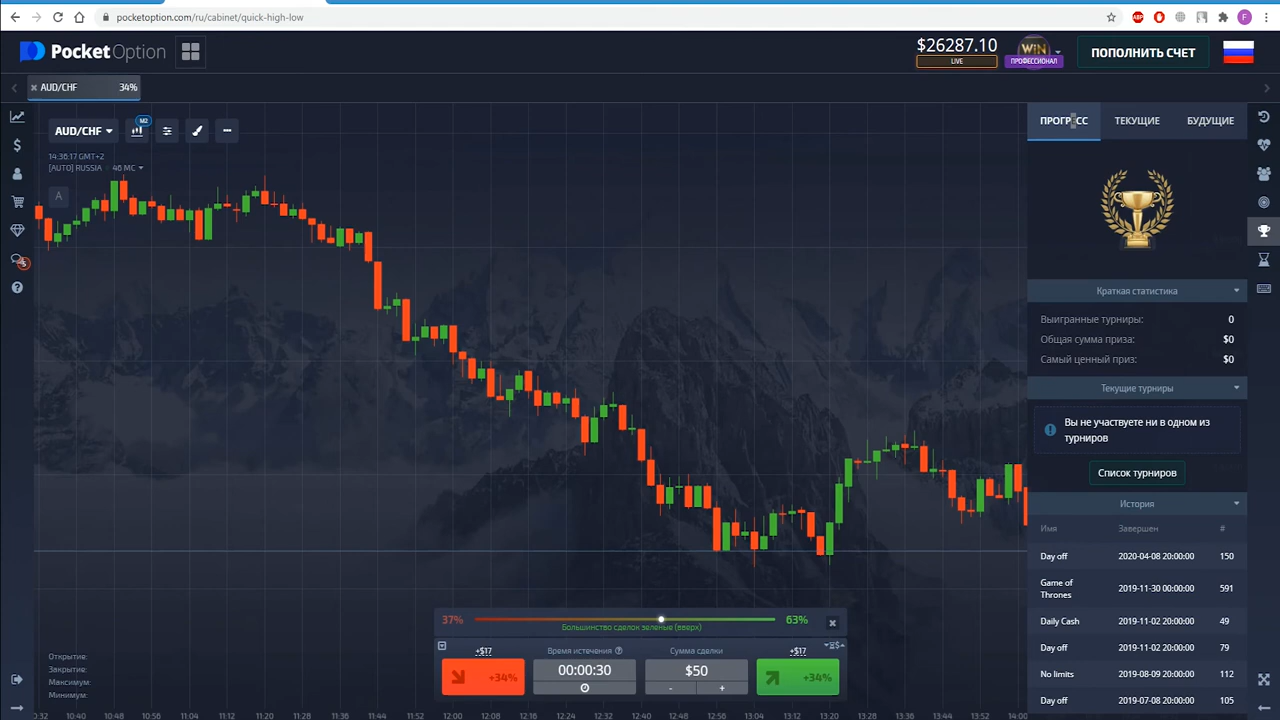 pocketoption.com/ru/cabinet/quick-high-low
ABP
F
PocketOption
$26287.10
LIVE
WIN
ПРОФЕССИОНАЛ
ПОПОЛНИТЬ СЧЕТ
AUD/CHF 34%
AUD/CHF
M2
14:36:17 GMT+2
[AUTO] RUSSIA 46 МС
A
ПРОГРЕСС ТЕКУЩИЕ БУДУЩИЕ
Краткая статистика
Выигранные турниры: 0
Общая сумма приза: $0
Самый ценный приз: $0
Текущие турниры
Вы не участвуете ни в одном из
турниров
Список турниров
История
Имя Завершен #
Day off 2020-04-08 20:00:00 150
Game of
Thrones 2019-11-30 00:00:00 591
Daily Cash 2019-11-02 20:00:00 49
Day off 2019-11-02 20:00:00 79
No limits 2019-08-09 20:00:00 112
Day off 2019-07-08 20:00:00 105
37% 63%
Большинство сделок зеленые (вверх)
+$17 Время истечения Сумма сделки +$17
+34% 00:00:30 $50 +34%
- +
Открытие:
Закрытие:
Максимум:
Минимум:
0:32 10:40 10:48 10:56 11:04 11:12 11:20 11:28 11:36 11:44 11:52 12:00 12:08 12:16 12:24 12:32 12:40 12:48 12:56 13:04 13:12 13:20 13:28 13:36 13:44 13:52 14:00